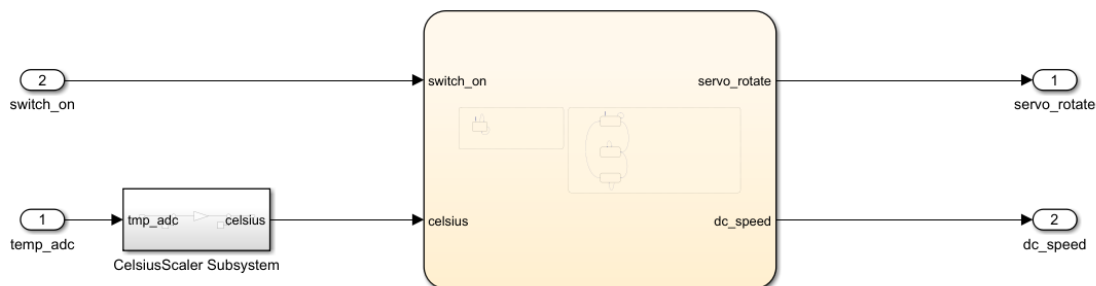 2
switch_on
switch_on
servo_rotate
1
servo_rotate
1
temp_adc
tmp_adc
celsius
CelsiusScaler Subsystem
celsius
dc_speed
2
dc_speed